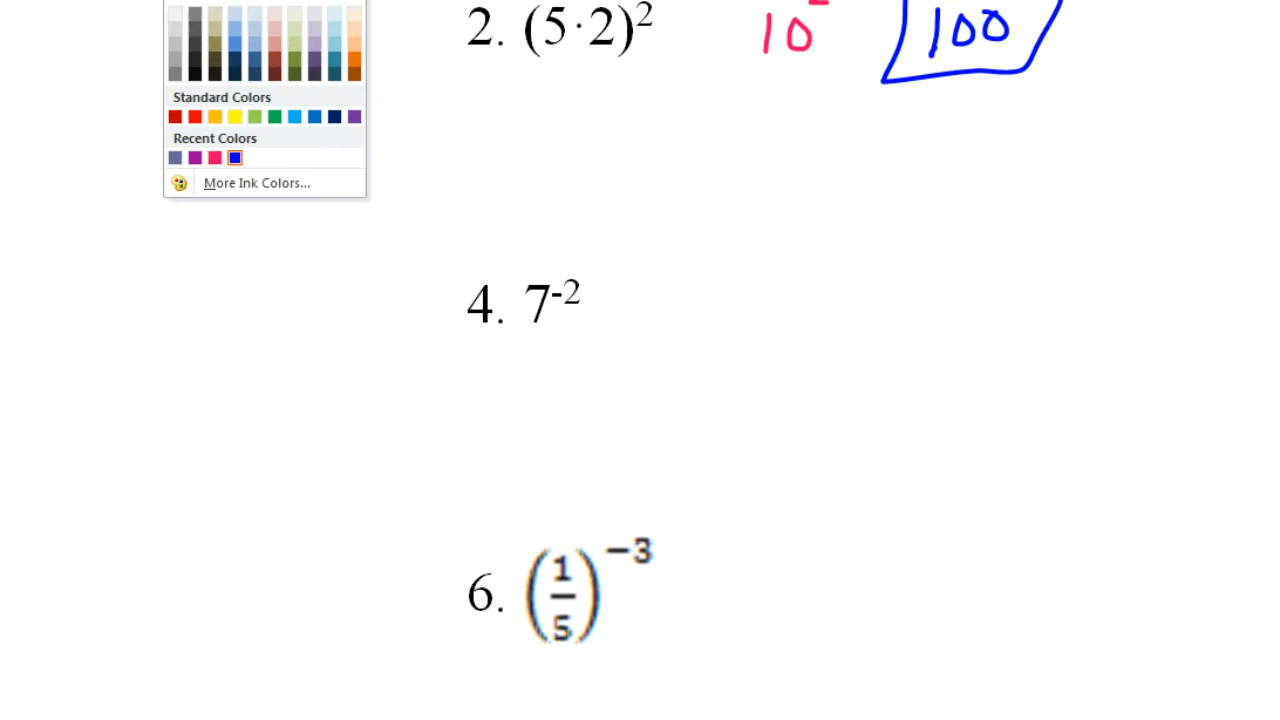 2. (5·2)² 10² 100
Standard Colors
Recent Colors
More Ink Colors...
4. 7⁻²
6. (1/5)⁻³